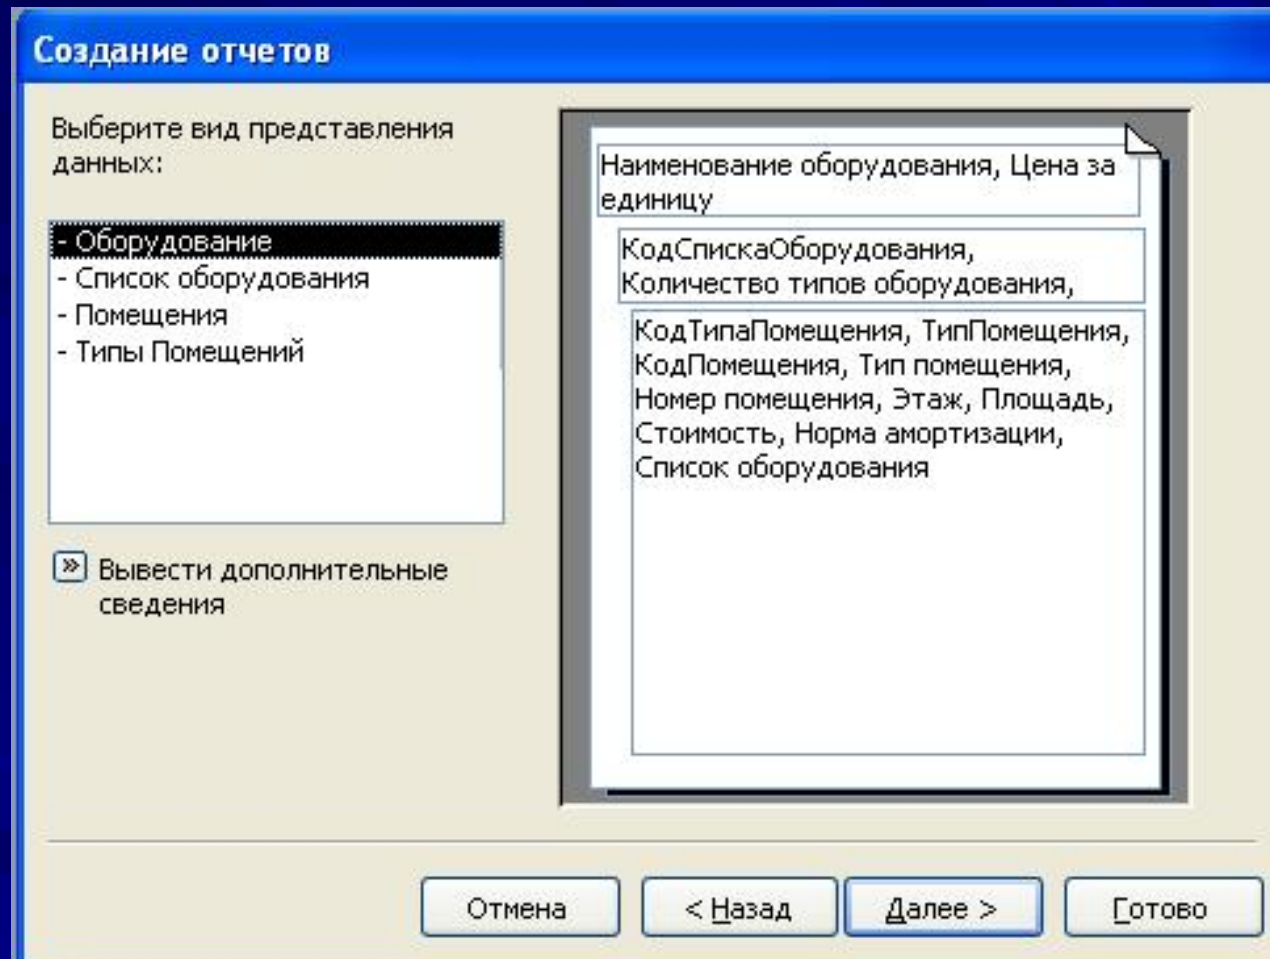 Создание отчетов
Выберите вид представления
данных:
- Оборудование
- Список оборудования
- Помещения
- Типы Помещений
» Вывести дополнительные
сведения
Наименование оборудования, Цена за
единицу
КодСпискаОборудования,
Количество типов оборудования,
КодТипаПомещения, ТипПомещения,
КодПомещения, Тип помещения,
Номер помещения, Этаж, Площадь,
Стоимость, Норма амортизации,
Список оборудования
Отмена
< Назад
Далее >
Готово